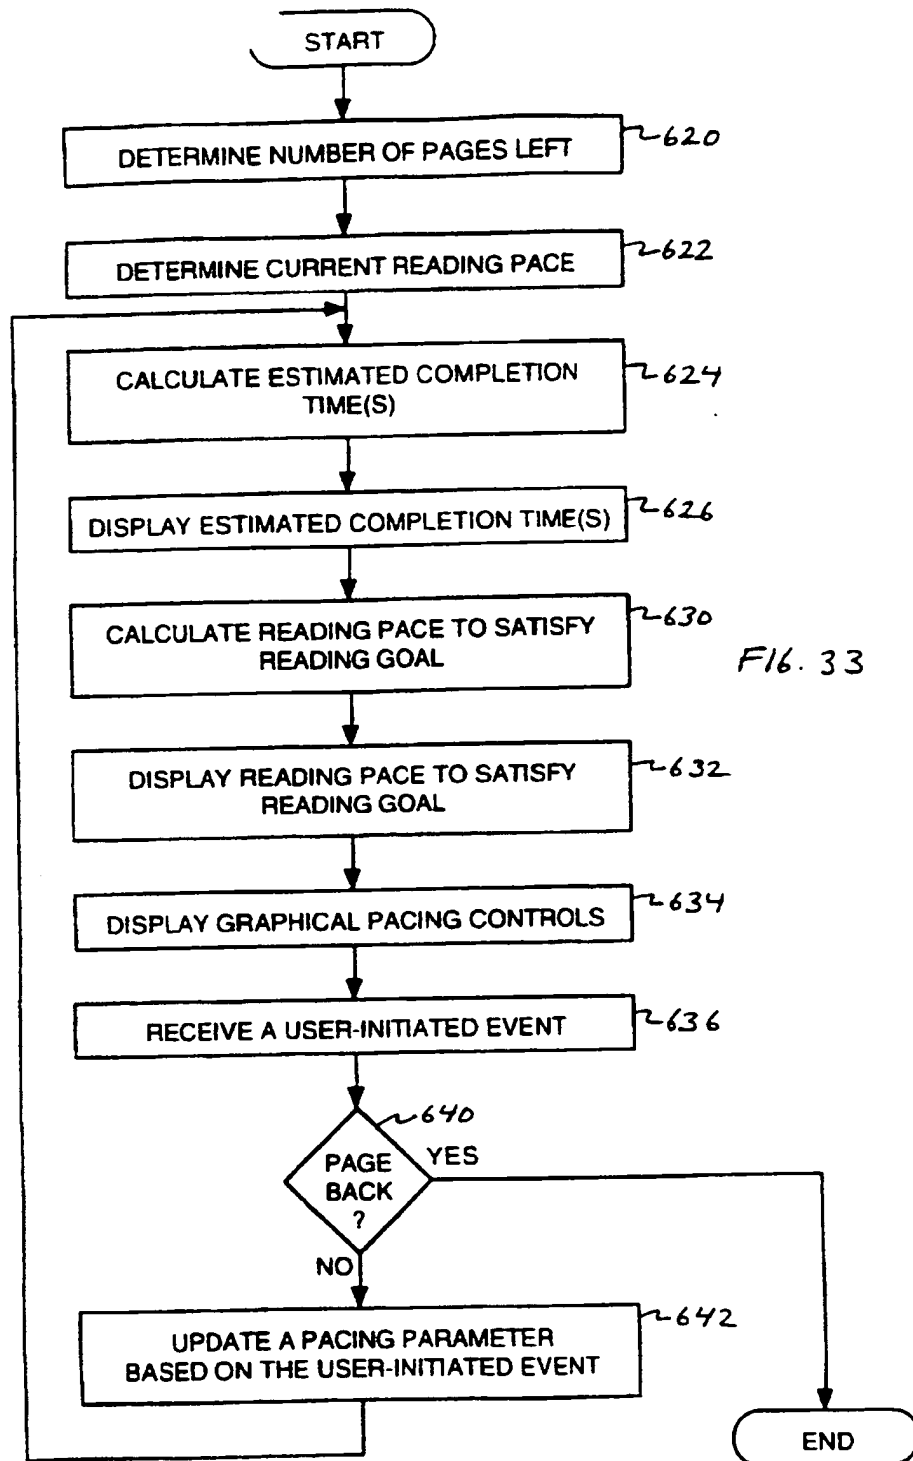 START
DETERMINE NUMBER OF PAGES LEFT
620
DETERMINE CURRENT READING PACE
622
CALCULATE ESTIMATED COMPLETION
TIME(S)
624
DISPLAY ESTIMATED COMPLETION TIME(S)
626
CALCULATE READING PACE TO SATISFY
READING GOAL
630
FIG. 33
DISPLAY READING PACE TO SATISFY
READING GOAL
632
DISPLAY GRAPHICAL PACING CONTROLS
634
RECEIVE A USER-INITIATED EVENT
636
640
PAGE
BACK
?
YES
NO
UPDATE A PACING PARAMETER
BASED ON THE USER-INITIATED EVENT
642
END